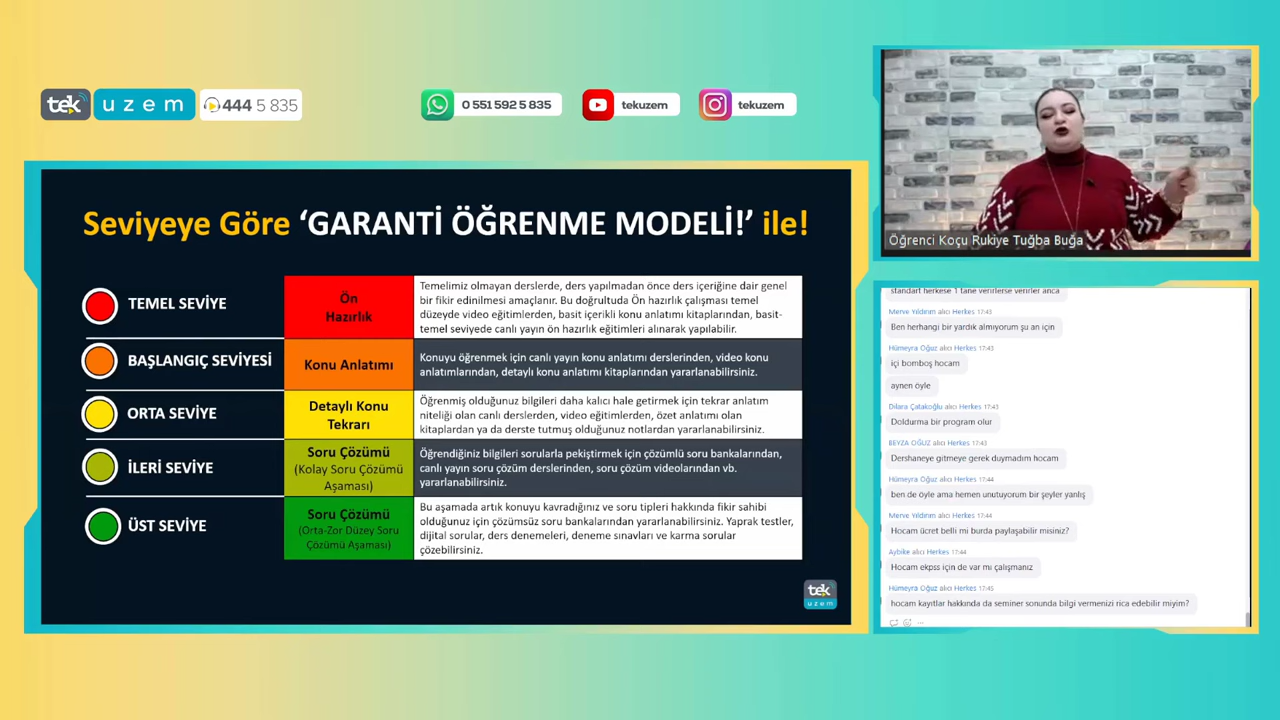 tek uzem 444 5 835
0 551 592 5 835
tekuzem
tekuzem
Seviyeye Göre ‘GARANTİ ÖĞRENME MODELİ!’ ile!
TEMEL SEVİYE
Ön
Hazırlık
Temelimiz olmayan derslerde, ders yapılmadan önce ders içeriğine dair genel
bir fikir edinilmesi amaçlanır. Bu doğrultuda Ön hazırlık çalışması temel
düzeyde video eğitimlerden, basit içerikli konu anlatımı kitaplarından, basit-
temel seviyede canlı yayın ön hazırlık eğitimleri alınarak yapılabilir.
BAŞLANGIÇ SEVİYESİ
Konu Anlatımı
Konuyu öğrenmek için canlı yayın konu anlatımı derslerinden, video konu
anlatımlarından, detaylı konu anlatımı kitaplarından yararlanabilirsiniz.
ORTA SEVİYE
Detaylı Konu
Tekrarı
Öğrenmiş olduğunuz bilgileri daha kalıcı hale getirmek için tekrar anlatım
niteliği olan canlı derslerden, video eğitimlerden, özet anlatımı olan
kitaplardan ya da derste tutmuş olduğunuz notlardan yararlanabilirsiniz.
İLERİ SEVİYE
Soru Çözümü
(Kolay Soru Çözümü
Aşaması)
Öğrendiğiniz bilgileri sorularla pekiştirmek için çözümlü soru bankalarından,
canlı yayın soru çözüm derslerinden, soru çözüm videolarından vb.
yararlanabilirsiniz.
ÜST SEVİYE
Soru Çözümü
(Orta-Zor Düzey Soru
Çözümü Aşaması)
Bu aşamada artık konuyu kavradığınız ve soru tipleri hakkında fikir sahibi
olduğunuz için çözümsüz soru bankalarından yararlanabilirsiniz. Yaprak testler,
dijital sorular, ders denemeleri, deneme sınavları ve karma sorular
çözebilirsiniz.
tek
uzem
Öğrenci Koçu Rukiye Tuğba Buğa
standart herkese 1 tane verirlerse verirler anca
Merve Yıldırım alıcı Herkes 17:43
Ben herhangi bir yardık almıyorum şu an için
Hümeyra Oğuz alıcı Herkes 17:43
içi bomboş hocam
aynen öyle
Dilara Çatakoğlu alıcı Herkes 17:43
Doldurma bir program olur
BEYZA OĞUZ alıcı Herkes 17:43
Dershaneye gitmeye gerek duymadım hocam
Hümeyra Oğuz alıcı Herkes 17:44
ben de öyle ama hemen unutuyorum bir şeyler yanlış
Merve Yıldırım alıcı Herkes 17:44
Hocam ücret belli mi burda paylaşabilir misiniz?
Aybike alıcı Herkes 17:44
Hocam ekpss için de var mı çalışmanız
Hümeyra Oğuz alıcı Herkes 17:45
hocam kayıtlar hakkında da seminer sonunda bilgi vermenizi rica edebilir miyim?